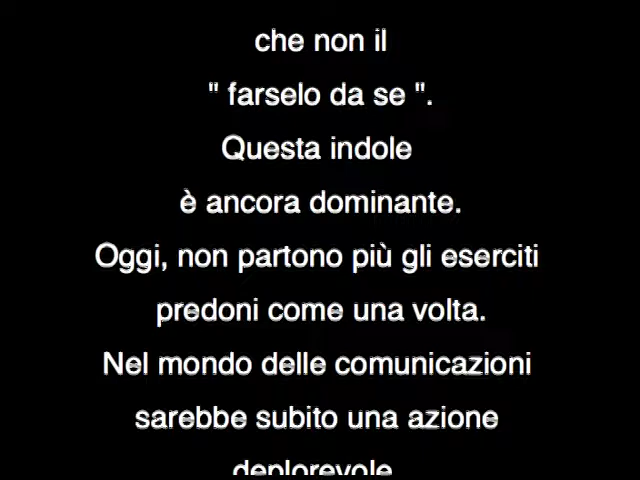 che non il
" farselo da se ".
Questa indole
è ancora dominante.
Oggi, non partono più gli eserciti
predoni come una volta.
Nel mondo delle comunicazioni
sarebbe subito una azione
deplorevole